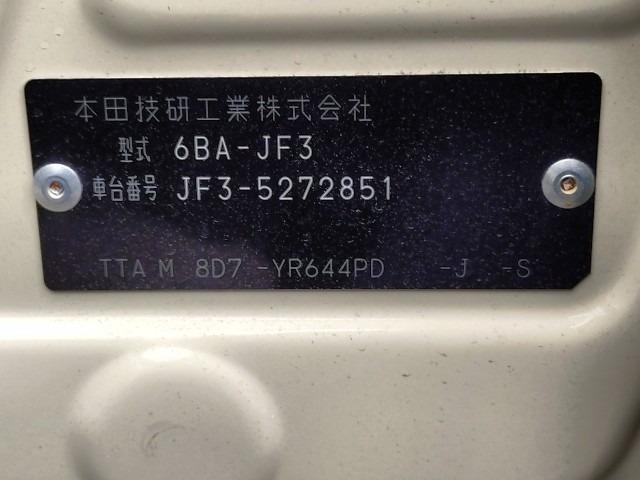 本田技研工業株式会社
型式 6BA-JF3
車台番号 JF3-5272851
TTA M 8D7 -YR644PD -J -S